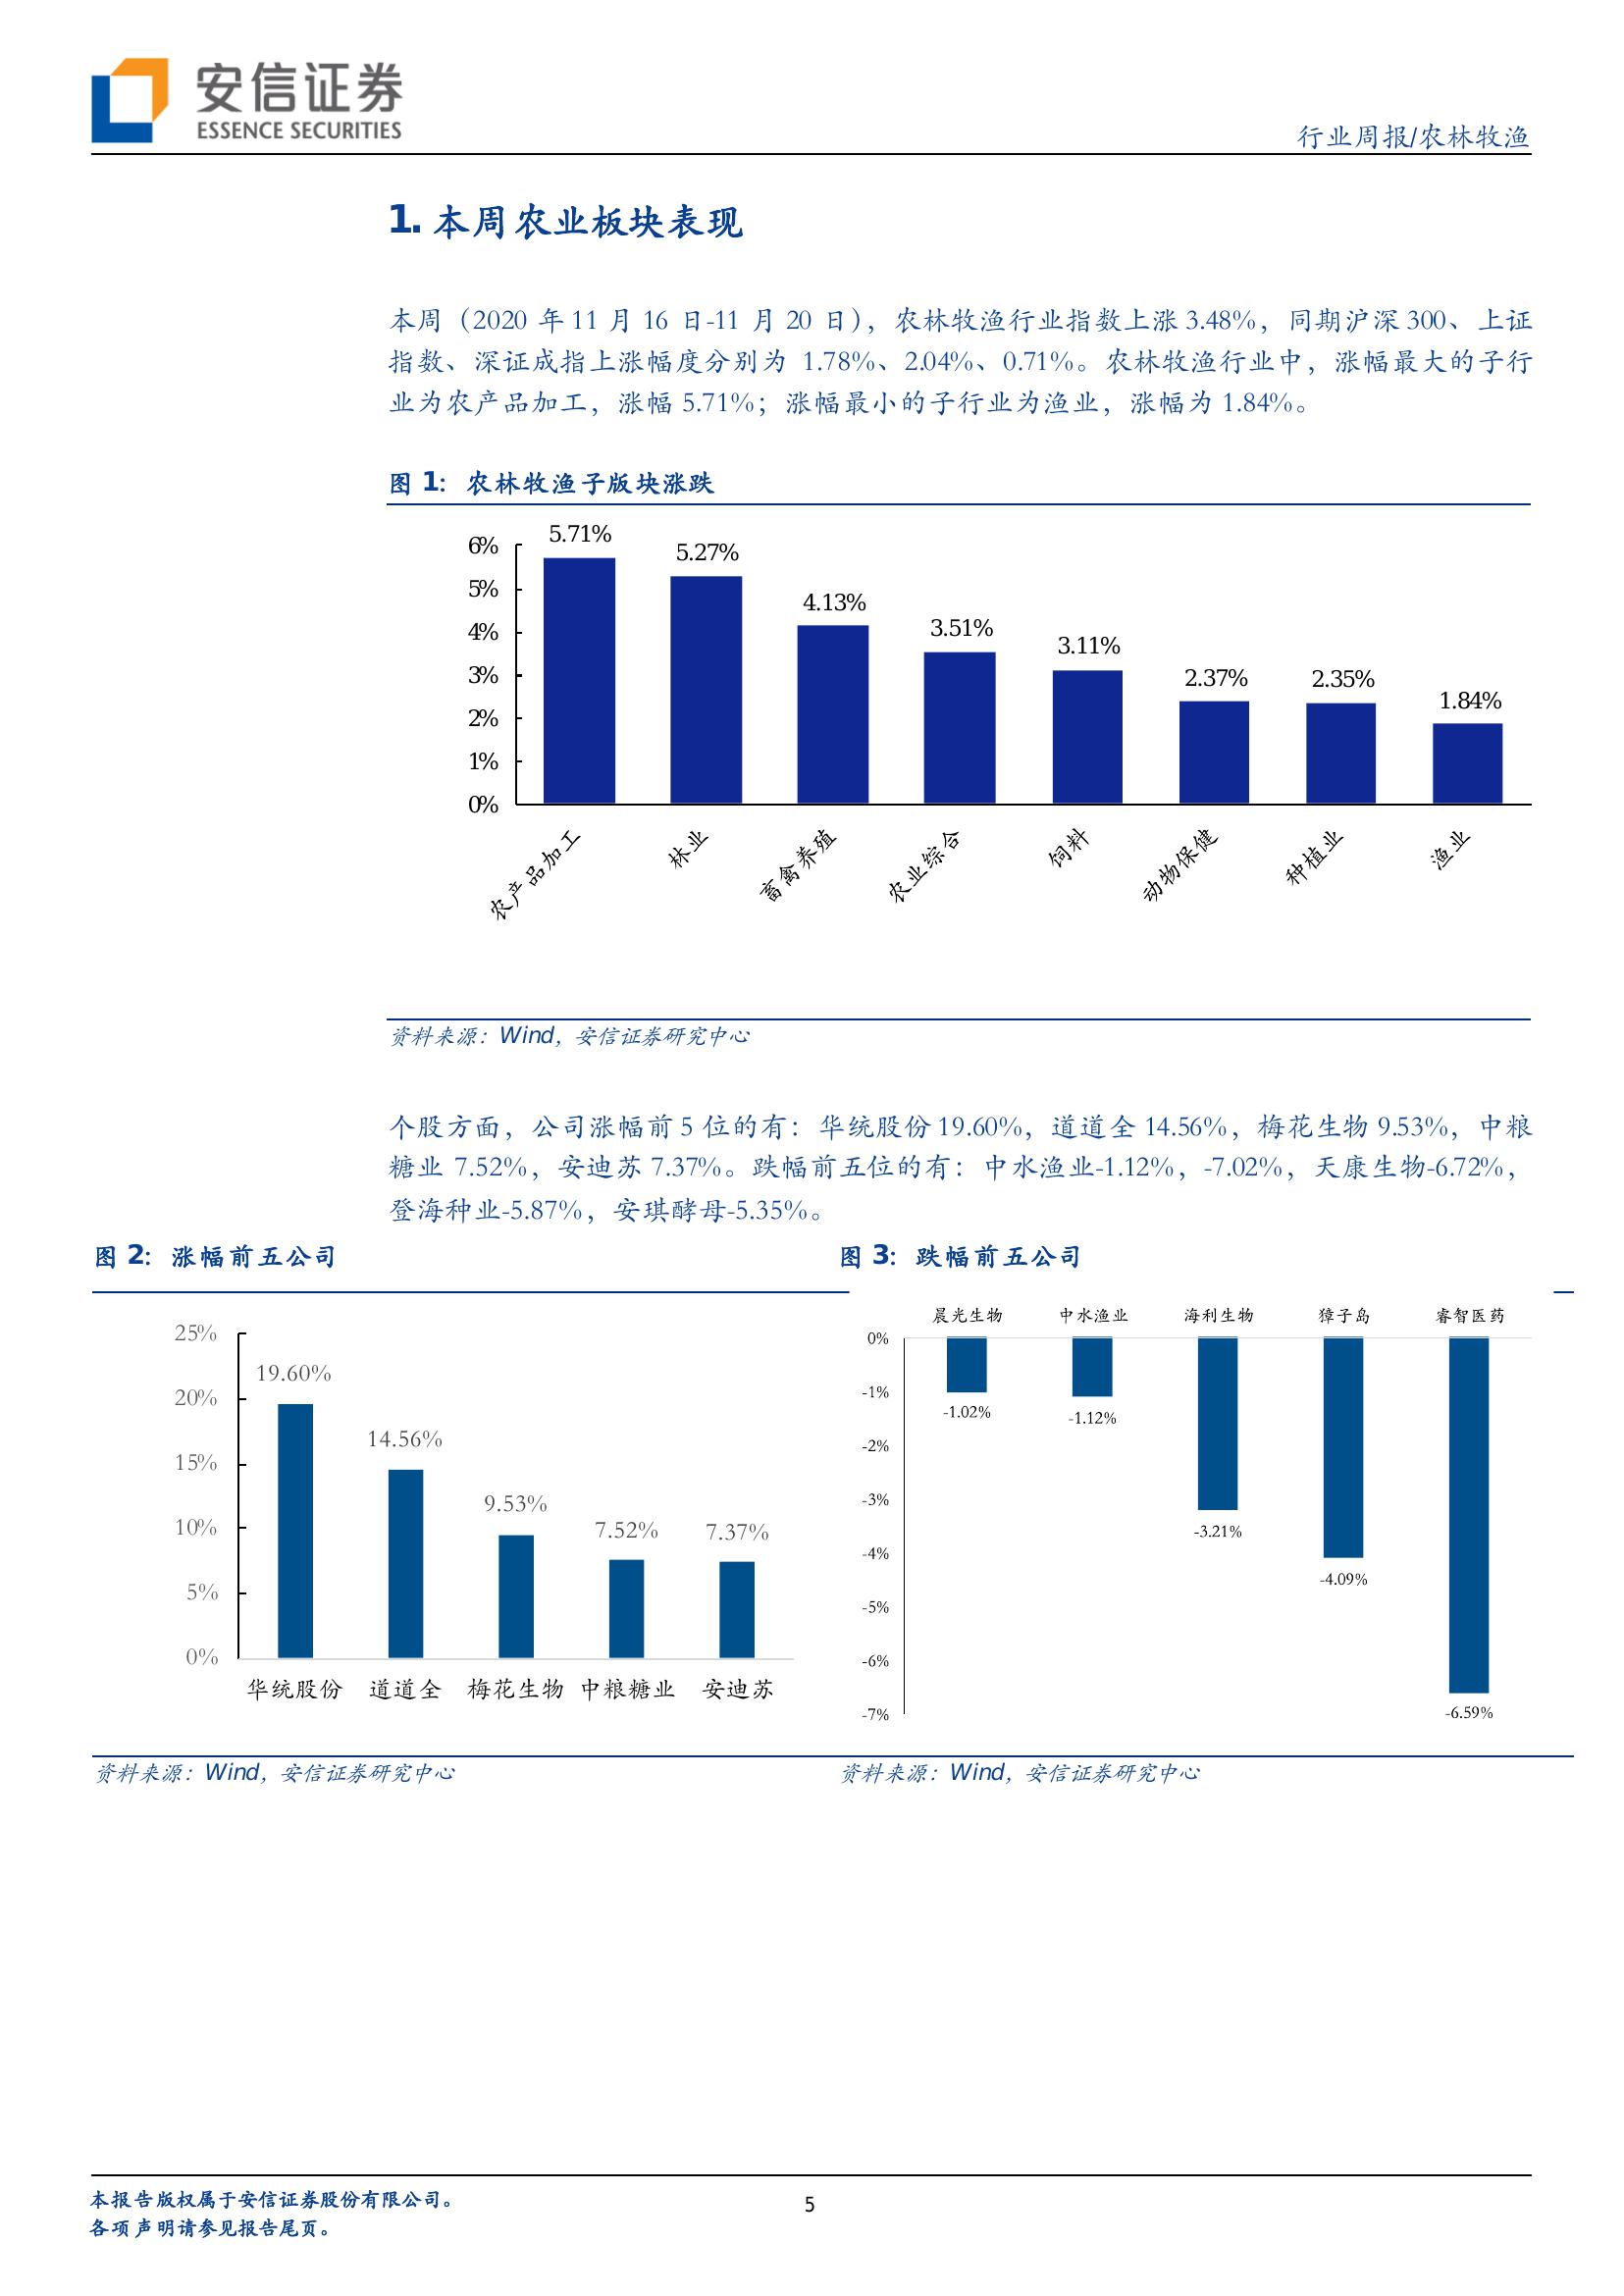 安信证券
ESSENCE SECURITIES
行业周报/农林牧渔
1. 本周农业板块表现
本周（2020 年 11 月 16 日-11 月 20 日），农林牧渔行业指数上涨 3.48%，同期沪深 300、上证
指数、深证成指上涨幅度分别为 1.78%、2.04%、0.71%。农林牧渔行业中，涨幅最大的子行
业为农产品加工，涨幅 5.71%；涨幅最小的子行业为渔业，涨幅为 1.84%。
图 1：农林牧渔子版块涨跌
6%
5%
4%
3%
2%
1%
0%
5.71%
5.27%
4.13%
3.51%
3.11%
2.37%
2.35%
1.84%
农产品加工
林业
畜禽养殖
农业综合
饲料
动物保健
种植业
渔业
资料来源：Wind，安信证券研究中心
个股方面，公司涨幅前 5 位的有：华统股份 19.60%，道道全 14.56%，梅花生物 9.53%，中粮
糖业 7.52%，安迪苏 7.37%。跌幅前五位的有：中水渔业-1.12%，-7.02%，天康生物-6.72%，
登海种业-5.87%，安琪酵母-5.35%。
图 2：涨幅前五公司
25%
20%
15%
10%
5%
0%
19.60%
14.56%
9.53%
7.52%
7.37%
华统股份
道道全
梅花生物
中粮糖业
安迪苏
资料来源：Wind，安信证券研究中心
图 3：跌幅前五公司
晨光生物
中水渔业
海利生物
獐子岛
睿智医药
0%
-1%
-2%
-3%
-4%
-5%
-6%
-7%
-1.02%
-1.12%
-3.21%
-4.09%
-6.59%
资料来源：Wind，安信证券研究中心
本报告版权属于安信证券股份有限公司。
各项声明请参见报告尾页。
5